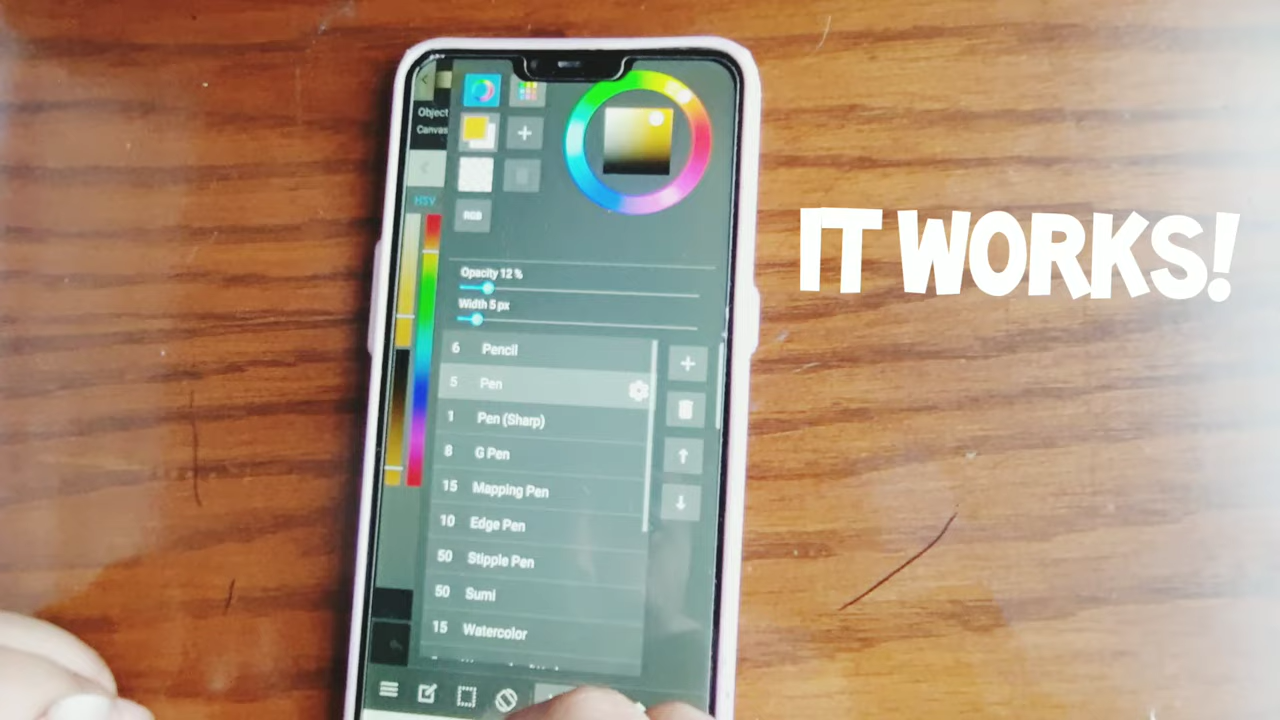 Object
Canvas
HSV
RGB
IT WORKS!
Opacity 12 %
Width 5 px
6 Pencil
5 Pen
1 Pen (Sharp)
8 G Pen
15 Mapping Pen
10 Edge Pen
50 Stipple Pen
50 Sumi
15 Watercolor